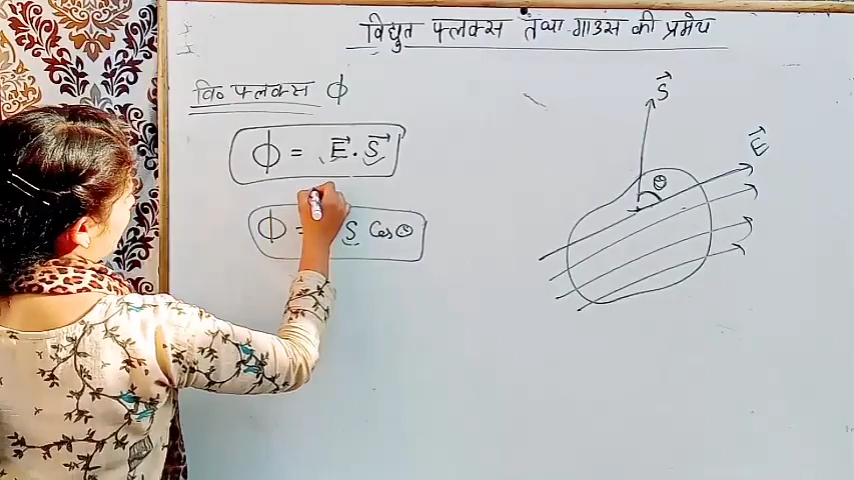 विद्युत फ्लक्स तथा गाउस की प्रमेय
वि० फ्लक्स ϕ
ϕ = E⃗ . S⃗
ϕ = S Cosθ
S⃗
E⃗
θ